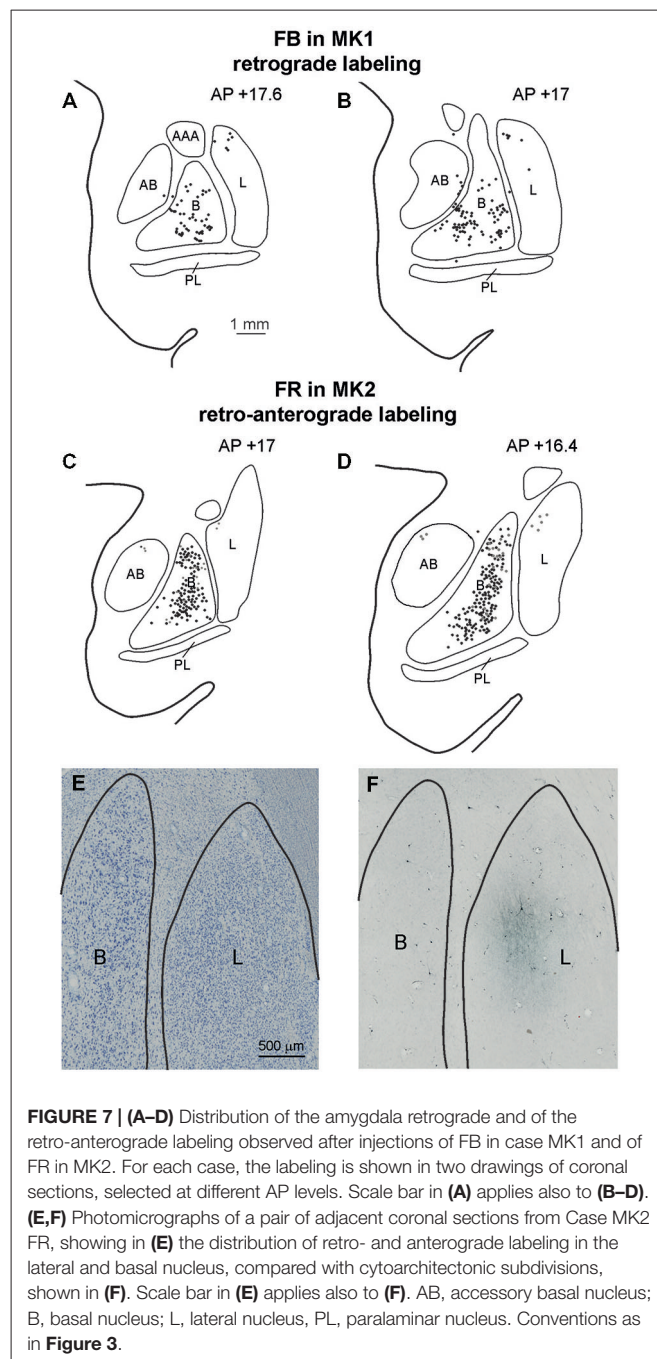 FB in MK1
retrograde labeling
A
AP +17.6
B
AP +17
AAA
AB
B
L
PL
1 mm
AB
B
L
PL
FR in MK2
retro-anterograde labeling
C
AP +17
D
AP +16.4
AB
B
L
PL
AB
B
L
PL
E
B
L
500 µm
F
B
L
FIGURE 7 | (A–D) Distribution of the amygdala retrograde and of the
retro-anterograde labeling observed after injections of FB in case MK1 and of
FR in MK2. For each case, the labeling is shown in two drawings of coronal
sections, selected at different AP levels. Scale bar in (A) applies also to (B–D).
(E,F) Photomicrographs of a pair of adjacent coronal sections from Case MK2
FR, showing in (E) the distribution of retro- and anterograde labeling in the
lateral and basal nucleus, compared with cytoarchitectonic subdivisions,
shown in (F). Scale bar in (E) applies also to (F). AB, accessory basal nucleus;
B, basal nucleus; L, lateral nucleus, PL, paralaminar nucleus. Conventions as
in Figure 3.